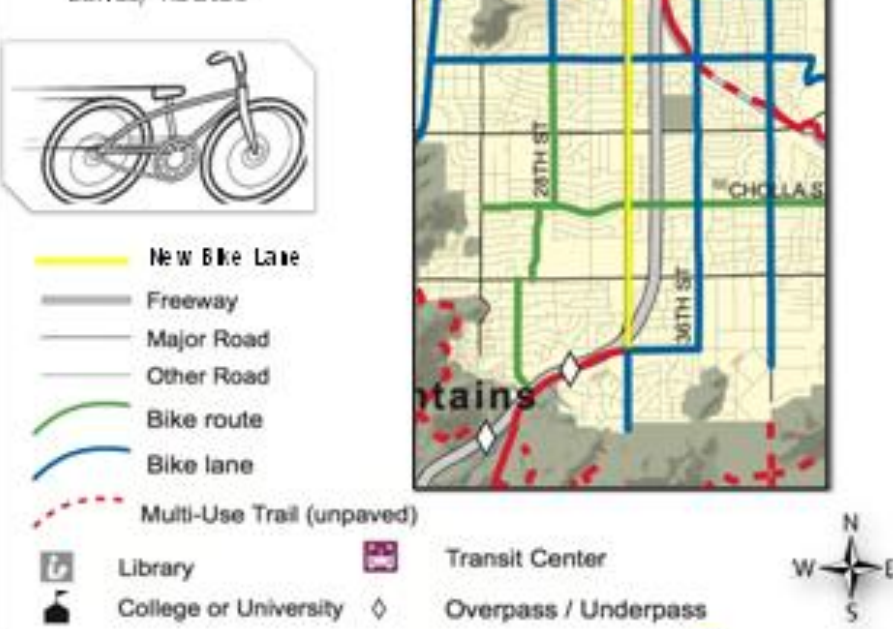 28TH ST
CHOLLA S
36TH ST
ntains
New Bike Lane
Freeway
Major Road
Other Road
Bike route
Bike lane
Multi-Use Trail (unpaved)
Library
Transit Center
College or University
Overpass / Underpass
N
W E
S